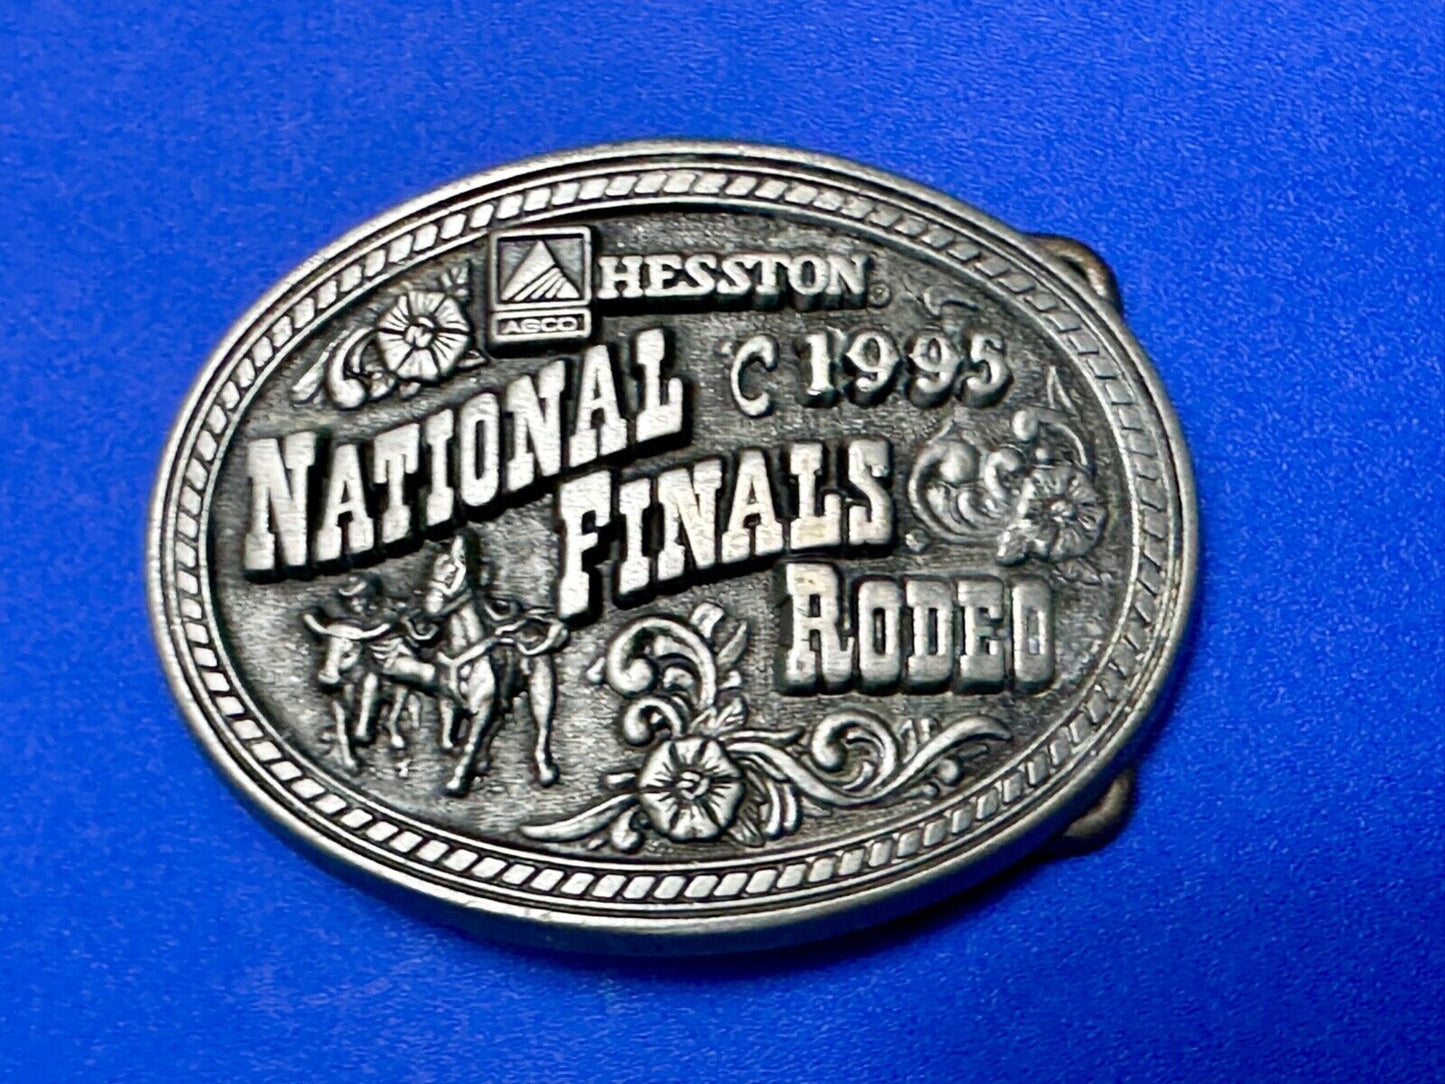 HESSTON®
AGCO
C 1995
NATIONAL
FINALS
RODEO